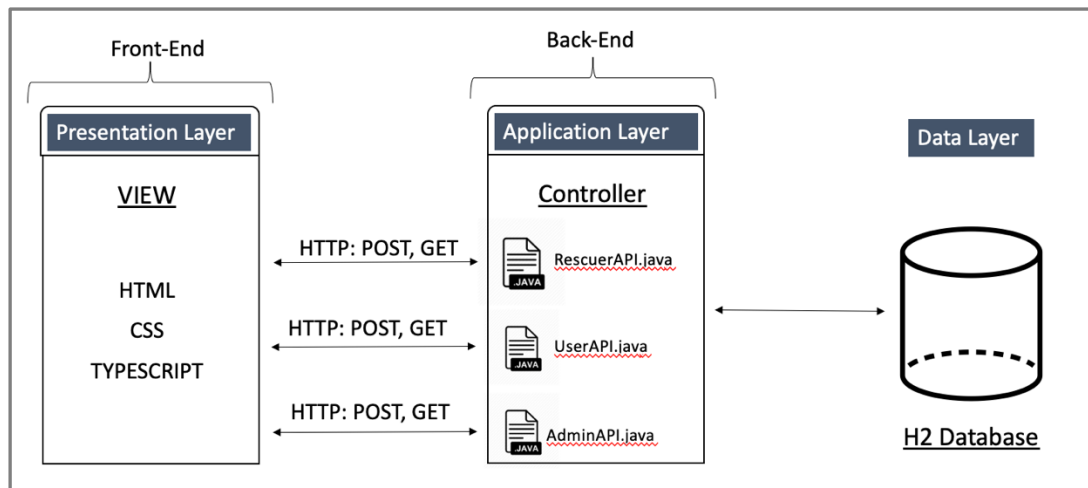 Front-End
Back-End
Presentation Layer
Application Layer
Data Layer
VIEW
Controller
HTTP: POST, GET
.JAVA
RescuerAPI.java
HTML
CSS
TYPESCRIPT
HTTP: POST, GET
.JAVA
UserAPI.java
HTTP: POST, GET
.JAVA
AdminAPI.java
H2 Database